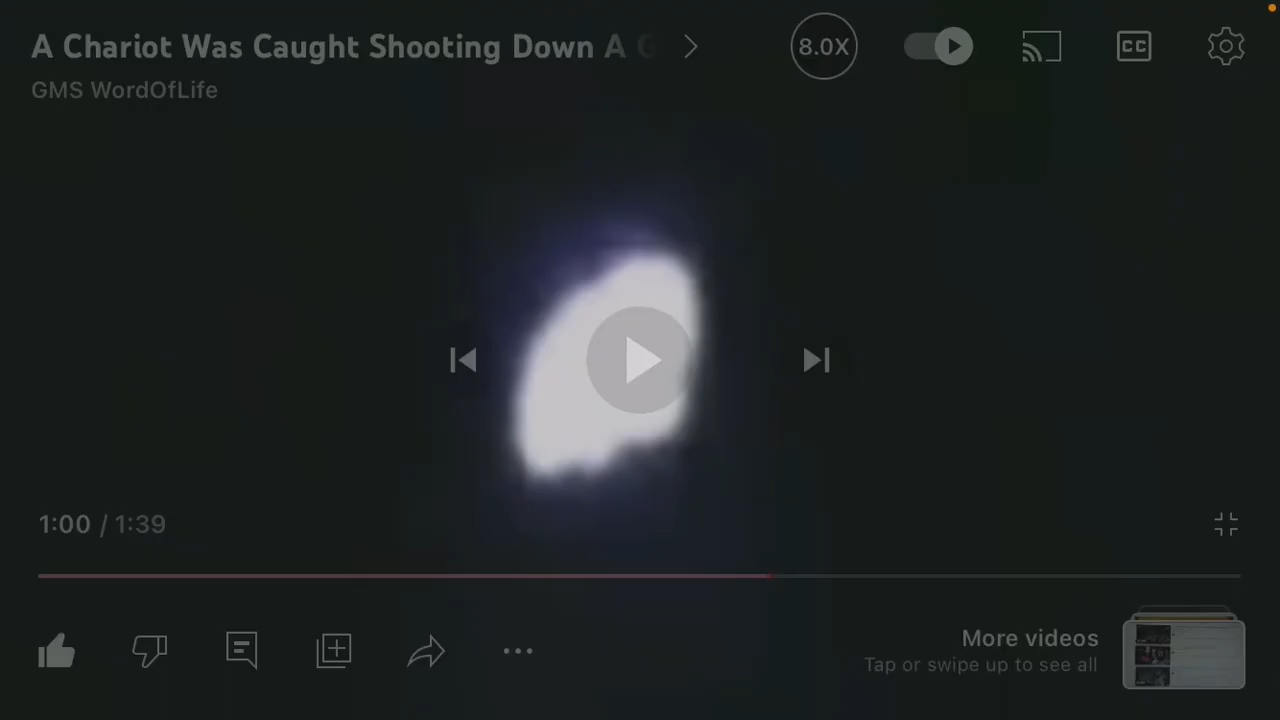 A Chariot Was Caught Shooting Down A G
8.0X
CC
GMS WordOfLife
1:00 / 1:39
More videos
Tap or swipe up to see all